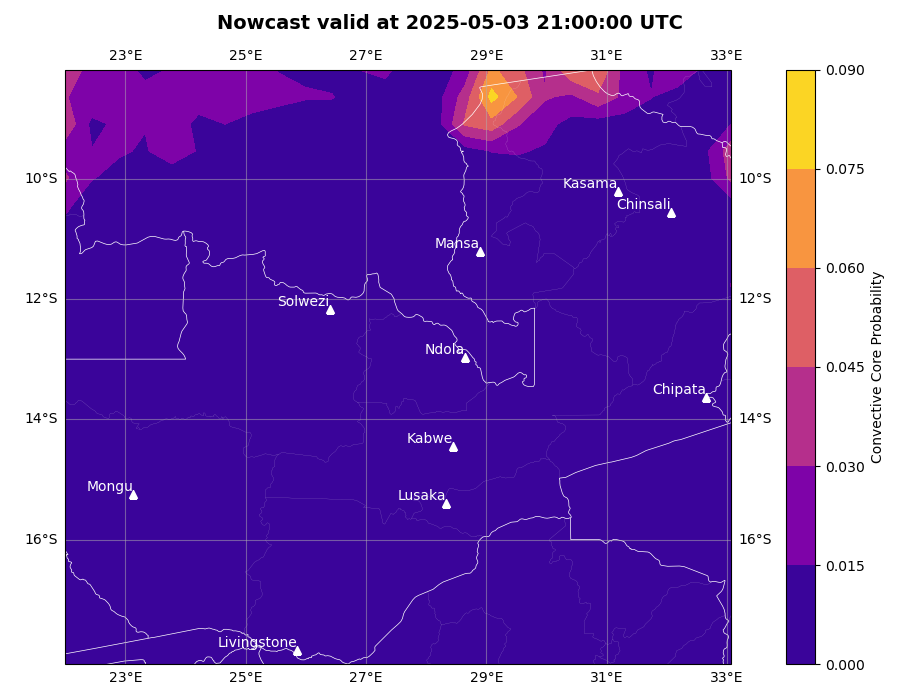 Nowcast valid at 2025-05-03 21:00:00 UTC
23°E 25°E 27°E 29°E 31°E 33°E
0.090
0.075
10°S 10°S
Kasama
Chinsali
Mansa
0.060
12°S 12°S
Solwezi
Ndola
0.045
Chipata
14°S 14°S
Kabwe
0.030
Mongu
Lusaka
16°S 16°S
0.015
Livingstone
0.000
23°E 25°E 27°E 29°E 31°E 33°E
Convective Core Probability